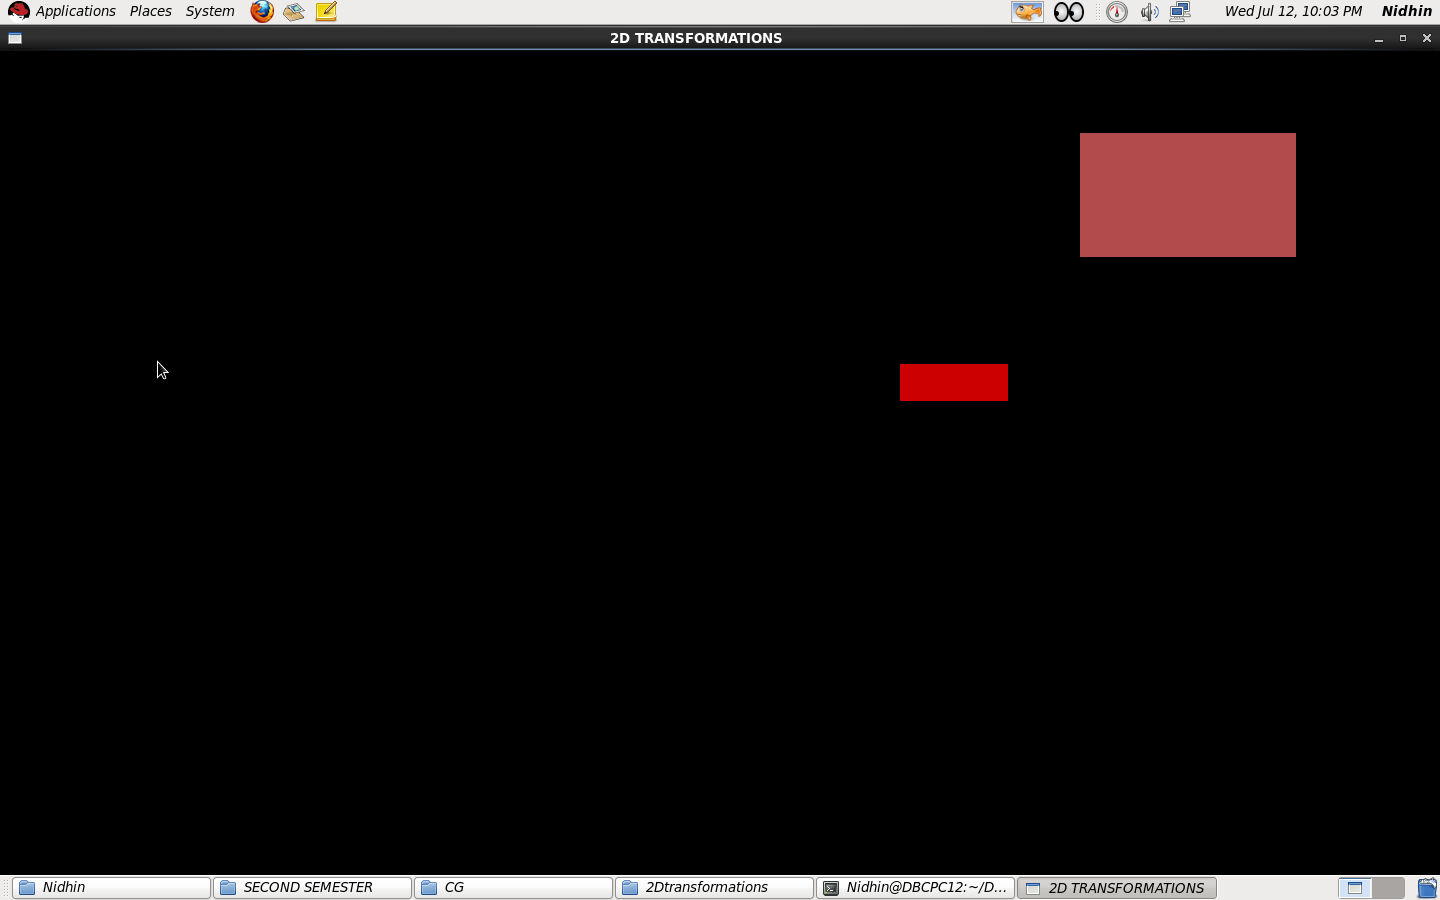 Applications Places System Wed Jul 12, 10:03 PM Nidhin
2D TRANSFORMATIONS
Nidhin SECOND SEMESTER CG 2Dtransformations Nidhin@DBCPC12:~/D... 2D TRANSFORMATIONS